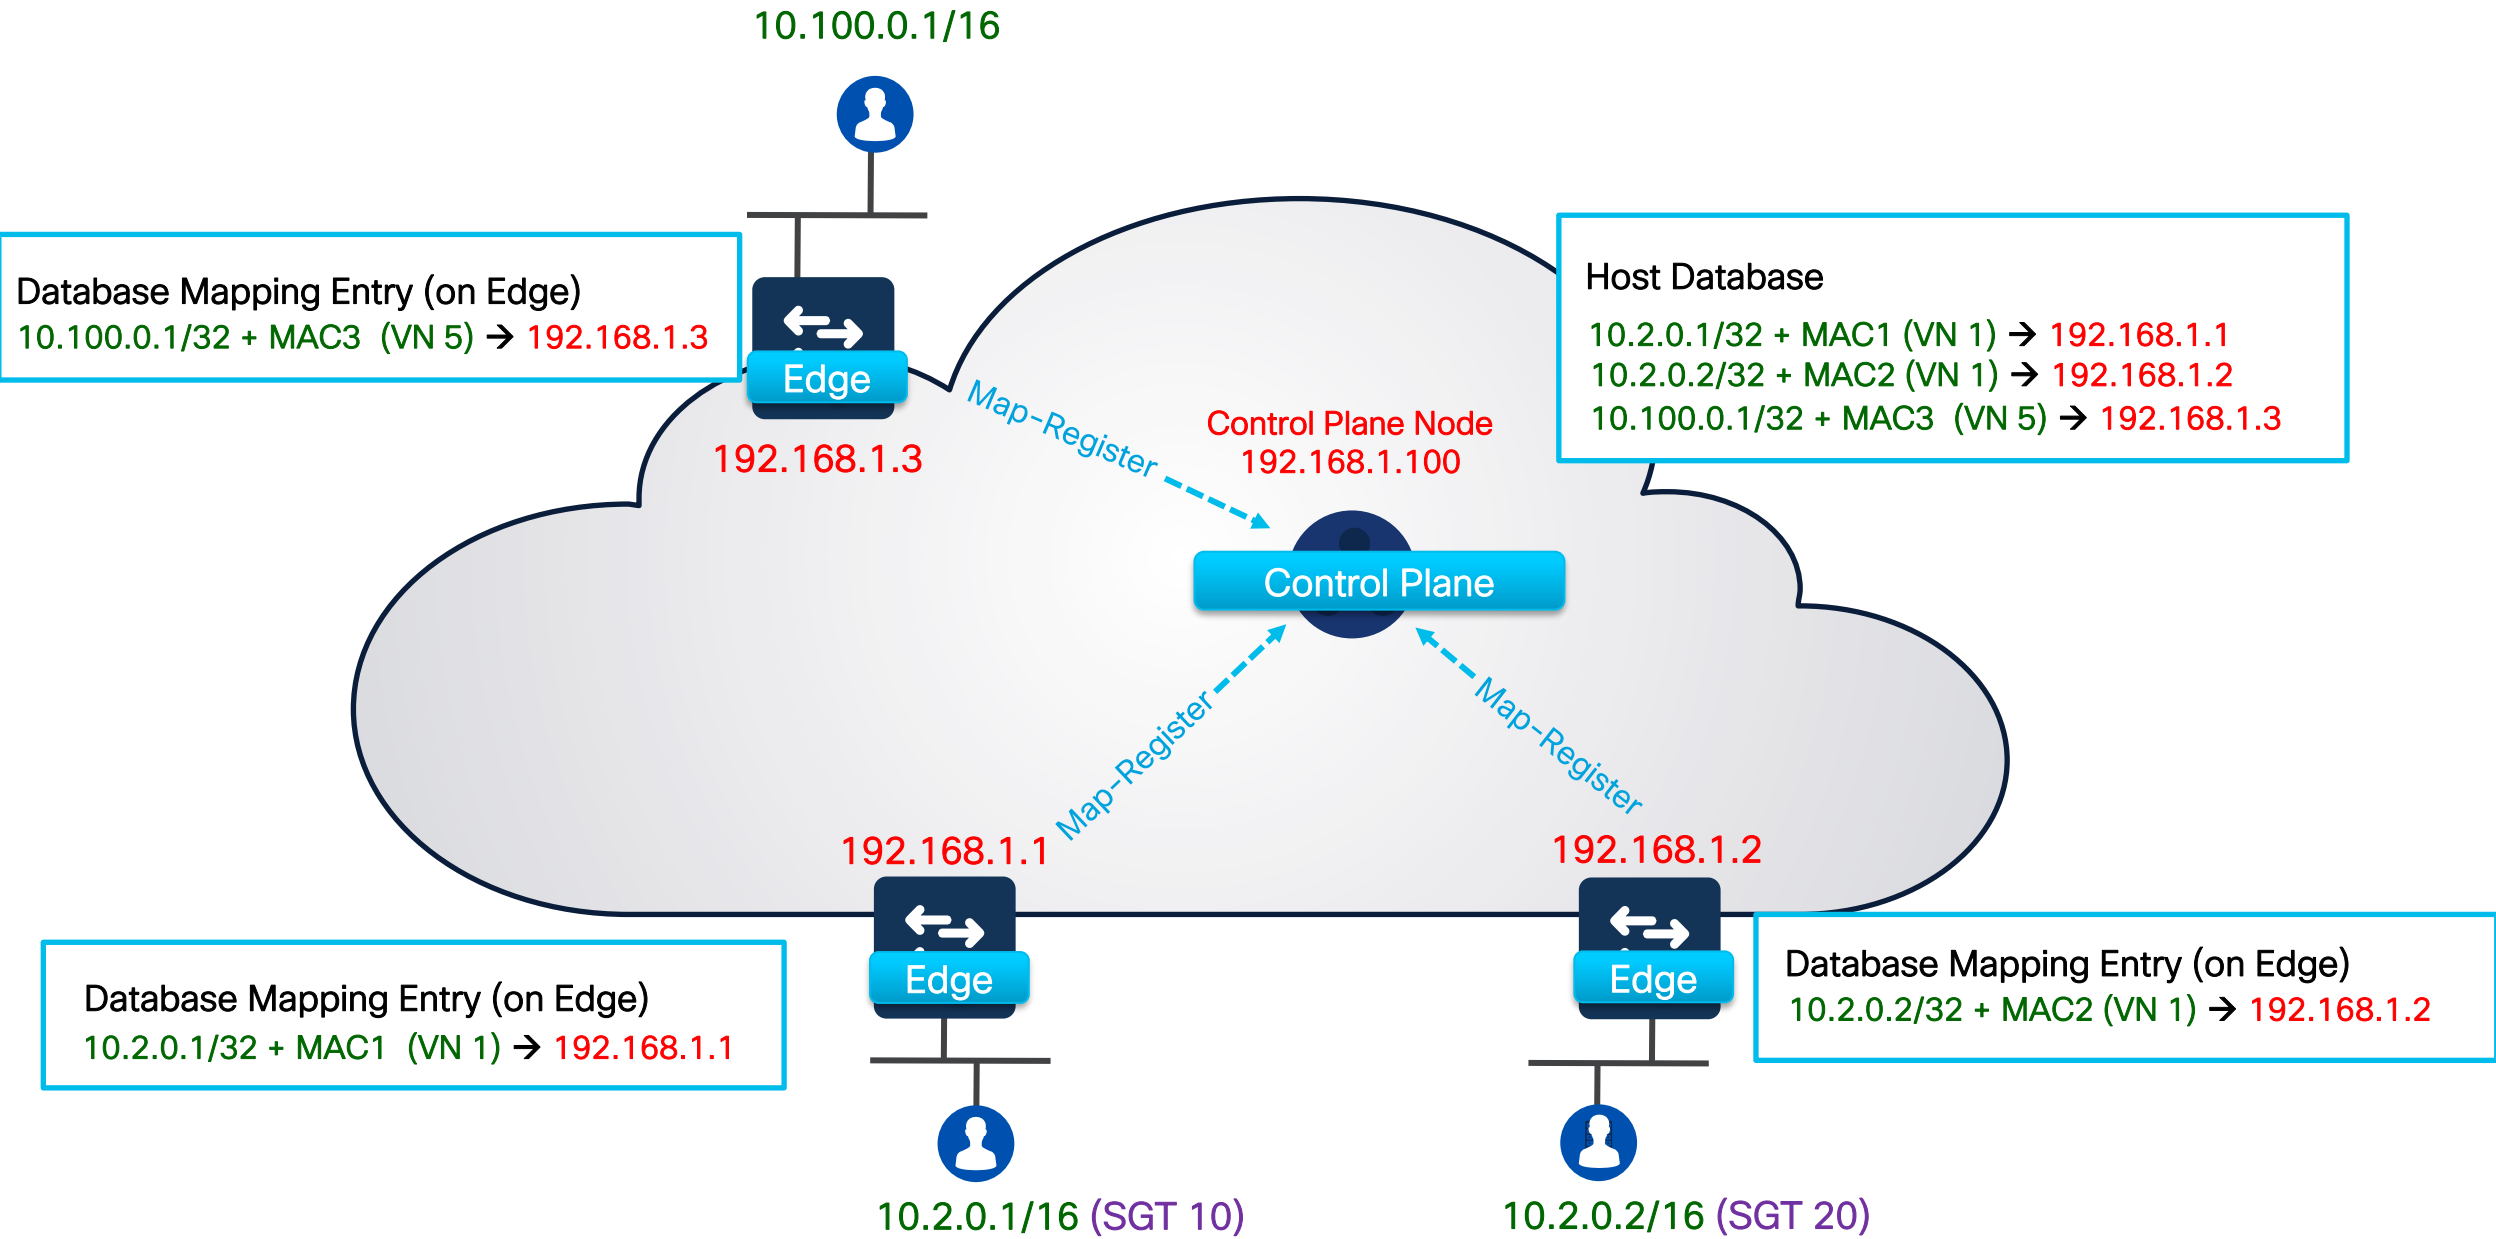 10.100.0.1/16
Database Mapping Entry (on Edge)
10.100.0.1/32 + MAC3 (VN 5) → 192.168.1.3
Edge
192.168.1.3
Map-Register
Control Plane Node
192.168.1.100
Host Database
10.2.0.1/32 + MAC1 (VN 1) → 192.168.1.1
10.2.0.2/32 + MAC2 (VN 1) → 192.168.1.2
10.100.0.1/32 + MAC3 (VN 5) → 192.168.1.3
Control Plane
Map-Register
Map-Register
192.168.1.1
192.168.1.2
Edge
Edge
Database Mapping Entry (on Edge)
10.2.0.1/32 + MAC1 (VN 1) → 192.168.1.1
Database Mapping Entry (on Edge)
10.2.0.2/32 + MAC2 (VN 1) → 192.168.1.2
10.2.0.1/16 (SGT 10)
10.2.0.2/16 (SGT 20)